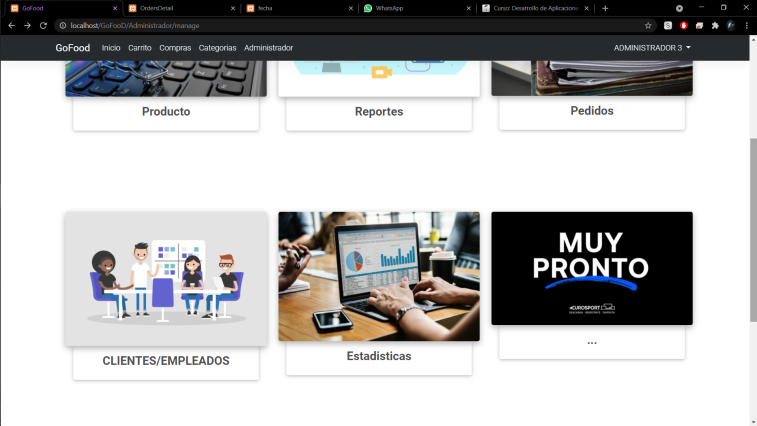 GoFood
OrdersDetail
fecha
WhatsApp
Curso: Desarrollo de Aplicacione
localhost/GoFooD/Administrador/manage
GoFood Inicio Carrito Compras Categorias Administrador ADMINISTRADOR 3
Producto
Reportes
Pedidos
MUY
PRONTO
EUROSPORT
CLIENTES/EMPLEADOS
Estadisticas
...